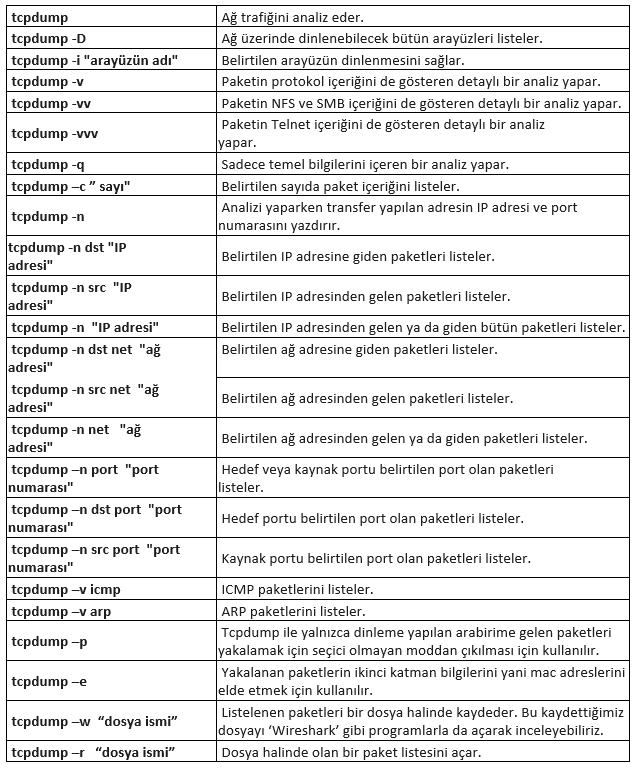 tcpdump Ağ trafiğini analiz eder.
tcpdump -D Ağ üzerinde dinlenebilecek bütün arayüzleri listeler.
tcpdump -i "arayüzün adı" Belirtilen arayüzün dinlenmesini sağlar.
tcpdump -v Paketin protokol içeriğini de gösteren detaylı bir analiz yapar.
tcpdump -vv Paketin NFS ve SMB içeriğini de gösteren detaylı bir analiz yapar.
tcpdump -vvv Paketin Telnet içeriğini de gösteren detaylı bir analiz
yapar.
tcpdump -q Sadece temel bilgilerini içeren bir analiz yapar.
tcpdump –c ” sayı" Belirtilen sayıda paket içeriğini listeler.
tcpdump -n Analizi yaparken transfer yapılan adresin IP adresi ve port
numarasını yazdırır.
tcpdump -n dst "IP
adresi" Belirtilen IP adresine giden paketleri listeler.
tcpdump -n src "IP
adresi" Belirtilen IP adresinden gelen paketleri listeler.
tcpdump -n "IP adresi" Belirtilen IP adresinden gelen ya da giden bütün paketleri listeler.
tcpdump -n dst net "ağ
adresi" Belirtilen ağ adresine giden paketleri listeler.
tcpdump -n src net "ağ
adresi" Belirtilen ağ adresinden gelen paketleri listeler.
tcpdump -n net "ağ
adresi" Belirtilen ağ adresinden gelen ya da giden paketleri listeler.
tcpdump –n port "port
numarası" Hedef veya kaynak portu belirtilen port olan paketleri
listeler.
tcpdump –n dst port "port
numarası" Hedef portu belirtilen port olan paketleri listeler.
tcpdump –n src port "port
numarası" Kaynak portu belirtilen port olan paketleri listeler.
tcpdump –v icmp ICMP paketlerini listeler.
tcpdump –v arp ARP paketlerini listeler.
tcpdump –p Tcpdump ile yalnızca dinleme yapılan arabirime gelen paketleri
yakalamak için seçici olmayan moddan çıkılması için kullanılır.
tcpdump –e Yakalanan paketlerin ikinci katman bilgilerini yani mac adreslerini
elde etmek için kullanılır.
tcpdump –w “dosya ismi” Listelenen paketleri bir dosya halinde kaydeder. Bu kaydettiğimiz
dosyayı ‘Wireshark’ gibi programlarla da açarak inceleyebiliriz.
tcpdump –r “dosya ismi” Dosya halinde olan bir paket listesini açar.